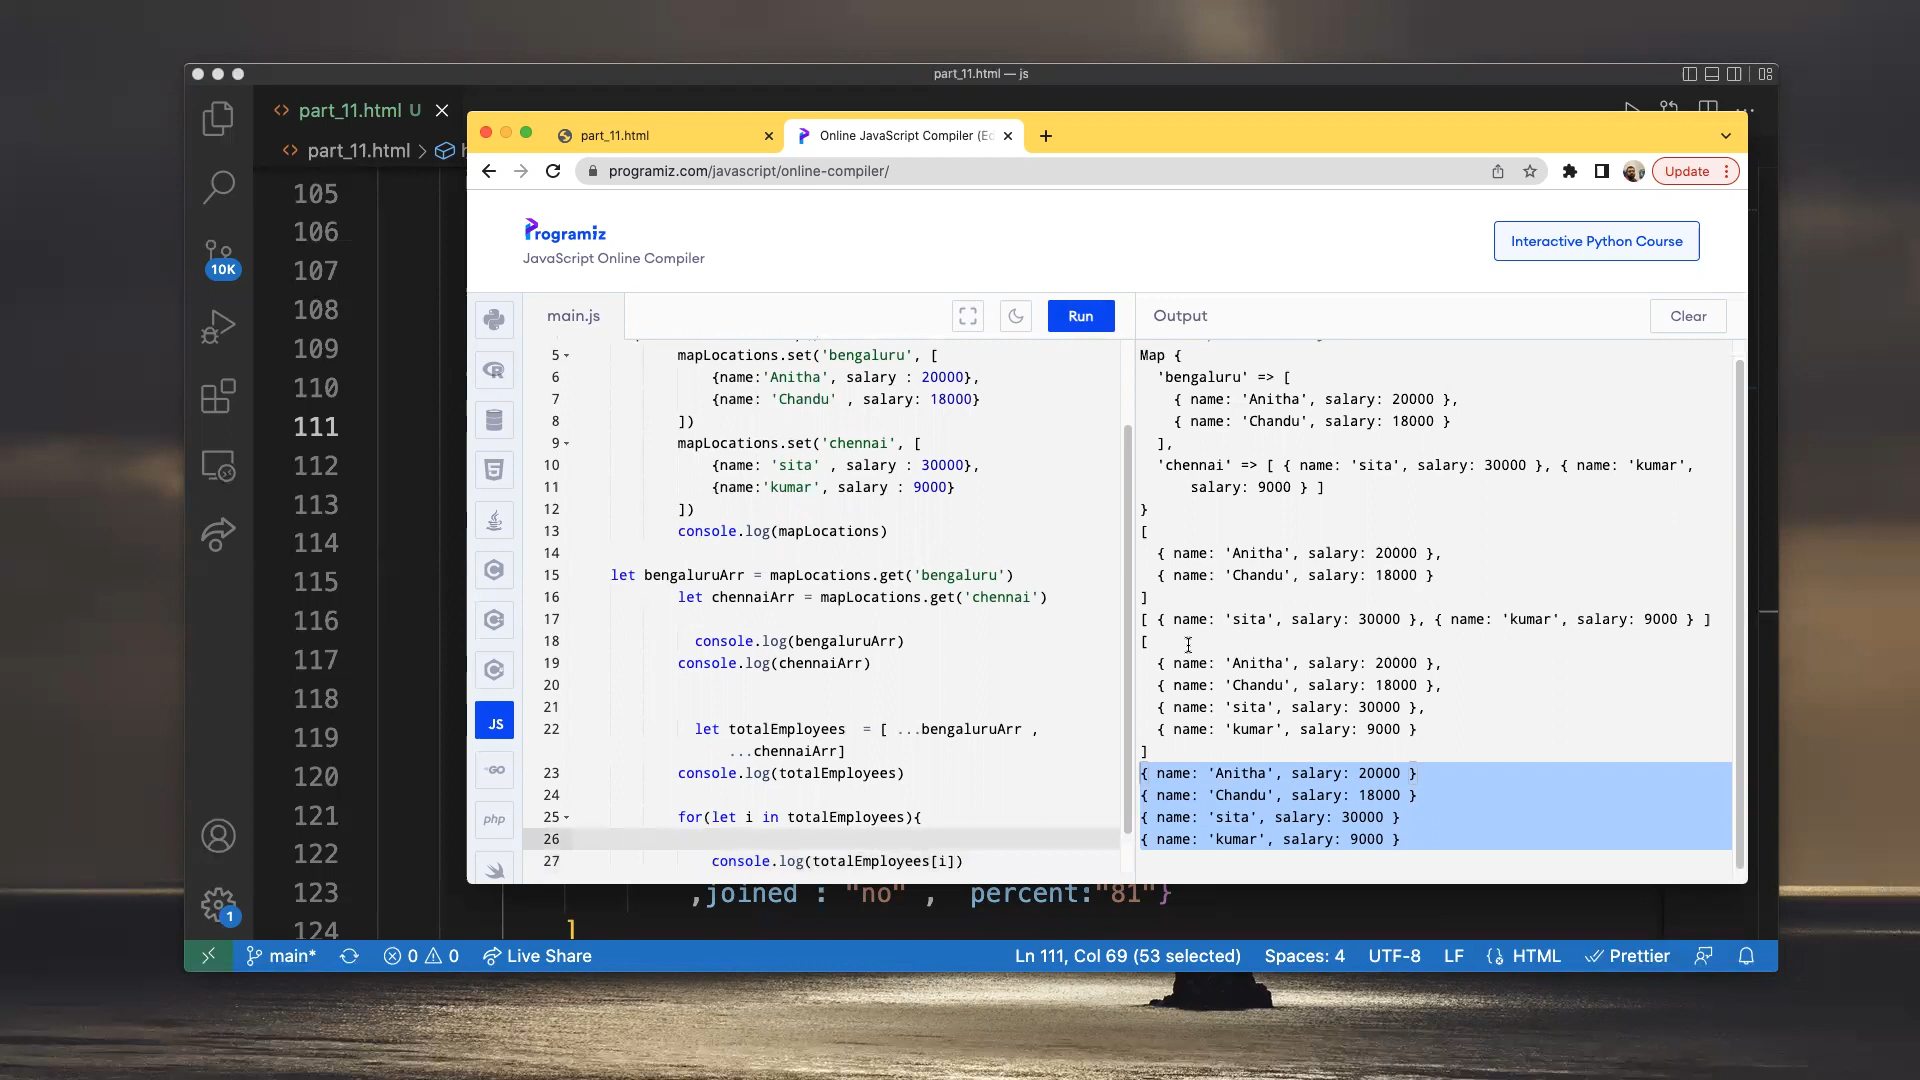 part_11.html — js
part_11.html U
part_11.html
10K
1
105
106
107
108
109
110
111
112
113
114
115
116
117
118
119
120
121
122
123
124
,joined : "no" , percent:"81"}
]
main* 0 0 Live Share Ln 111, Col 69 (53 selected) Spaces: 4 UTF-8 LF HTML Prettier
part_11.html
Online JavaScript Compiler (Ec
programiz.com/javascript/online-compiler/
Update
Programiz
JavaScript Online Compiler
Interactive Python Course
main.js
Run
Output
Clear
JS
GO
php
5 mapLocations.set('bengaluru', [
6 {name:'Anitha', salary : 20000},
7 {name: 'Chandu' , salary: 18000}
8 ])
9 mapLocations.set('chennai', [
10 {name: 'sita' , salary : 30000},
11 {name:'kumar', salary : 9000}
12 ])
13 console.log(mapLocations)
14
15 let bengaluruArr = mapLocations.get('bengaluru')
16 let chennaiArr = mapLocations.get('chennai')
17
18 console.log(bengaluruArr)
19 console.log(chennaiArr)
20
21
22 let totalEmployees = [ ...bengaluruArr ,
...chennaiArr]
23 console.log(totalEmployees)
24
25 for(let i in totalEmployees){
26
27 console.log(totalEmployees[i])
Map {
'bengaluru' => [
{ name: 'Anitha', salary: 20000 },
{ name: 'Chandu', salary: 18000 }
],
'chennai' => [ { name: 'sita', salary: 30000 }, { name: 'kumar',
salary: 9000 } ]
}
[
{ name: 'Anitha', salary: 20000 },
{ name: 'Chandu', salary: 18000 }
]
[ { name: 'sita', salary: 30000 }, { name: 'kumar', salary: 9000 } ]
[
{ name: 'Anitha', salary: 20000 },
{ name: 'Chandu', salary: 18000 },
{ name: 'sita', salary: 30000 },
{ name: 'kumar', salary: 9000 }
]
{ name: 'Anitha', salary: 20000 }
{ name: 'Chandu', salary: 18000 }
{ name: 'sita', salary: 30000 }
{ name: 'kumar', salary: 9000 }